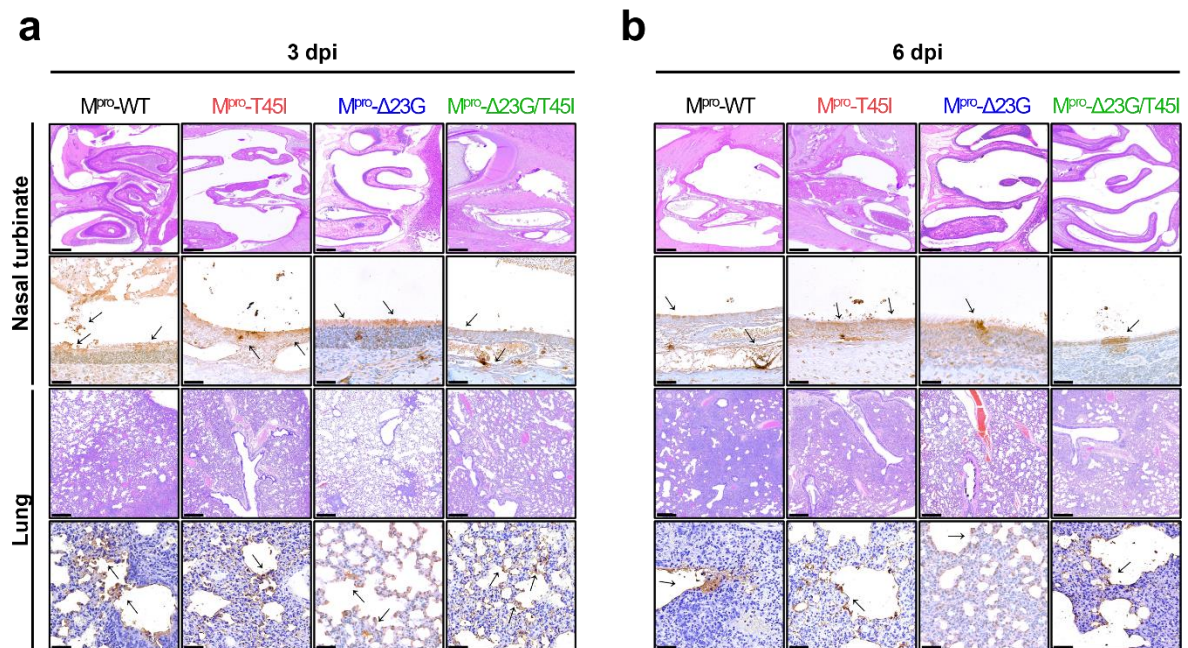 a
3 dpi
Mᵖʳᵒ-WT Mᵖʳᵒ-T45I Mᵖʳᵒ-Δ23G Mᵖʳᵒ-Δ23G/T45I
Nasal turbinate
Lung
b
6 dpi
Mᵖʳᵒ-WT Mᵖʳᵒ-T45I Mᵖʳᵒ-Δ23G Mᵖʳᵒ-Δ23G/T45I